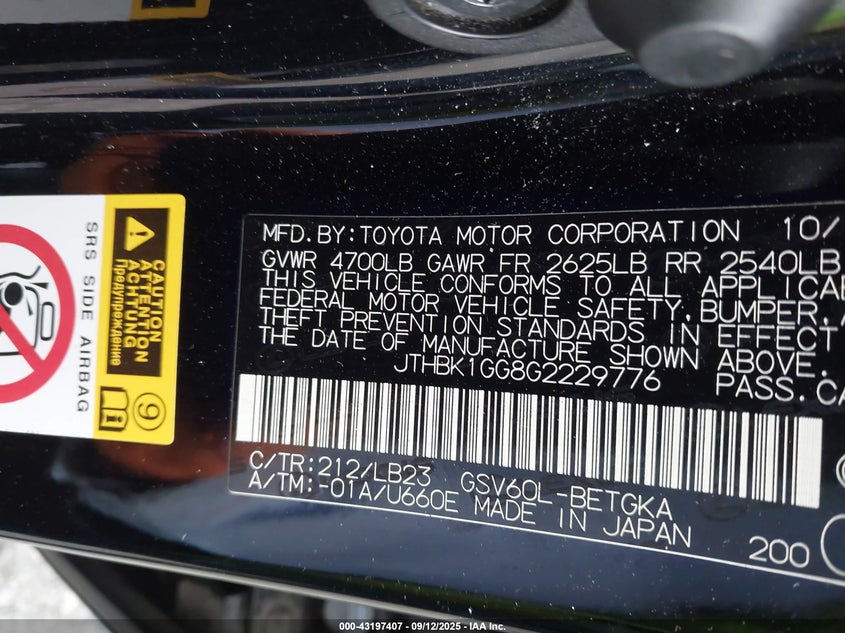 SRS SIDE AIRBAG
CAUTION
ATTENTION
ACHTUNG
Предупреждение
9
MFD.BY:TOYOTA MOTOR CORPORATION 10/
GVWR 4700LB GAWR FR 2625LB RR 2540LB
THIS VEHICLE CONFORMS TO ALL APPLICAB
FEDERAL MOTOR VEHICLE SAFETY, BUMPER, A
THEFT PREVENTION STANDARDS IN EFFECT
THE DATE OF MANUFACTURE SHOWN ABOVE.
JTHBK1GG8G2229776 PASS.CA
C/TR:212/LB23 GSV60L-BETGKA
A/TM:-01A/U660E MADE IN JAPAN
200
000-43197407 - 09/12/2025 - IAA Inc.